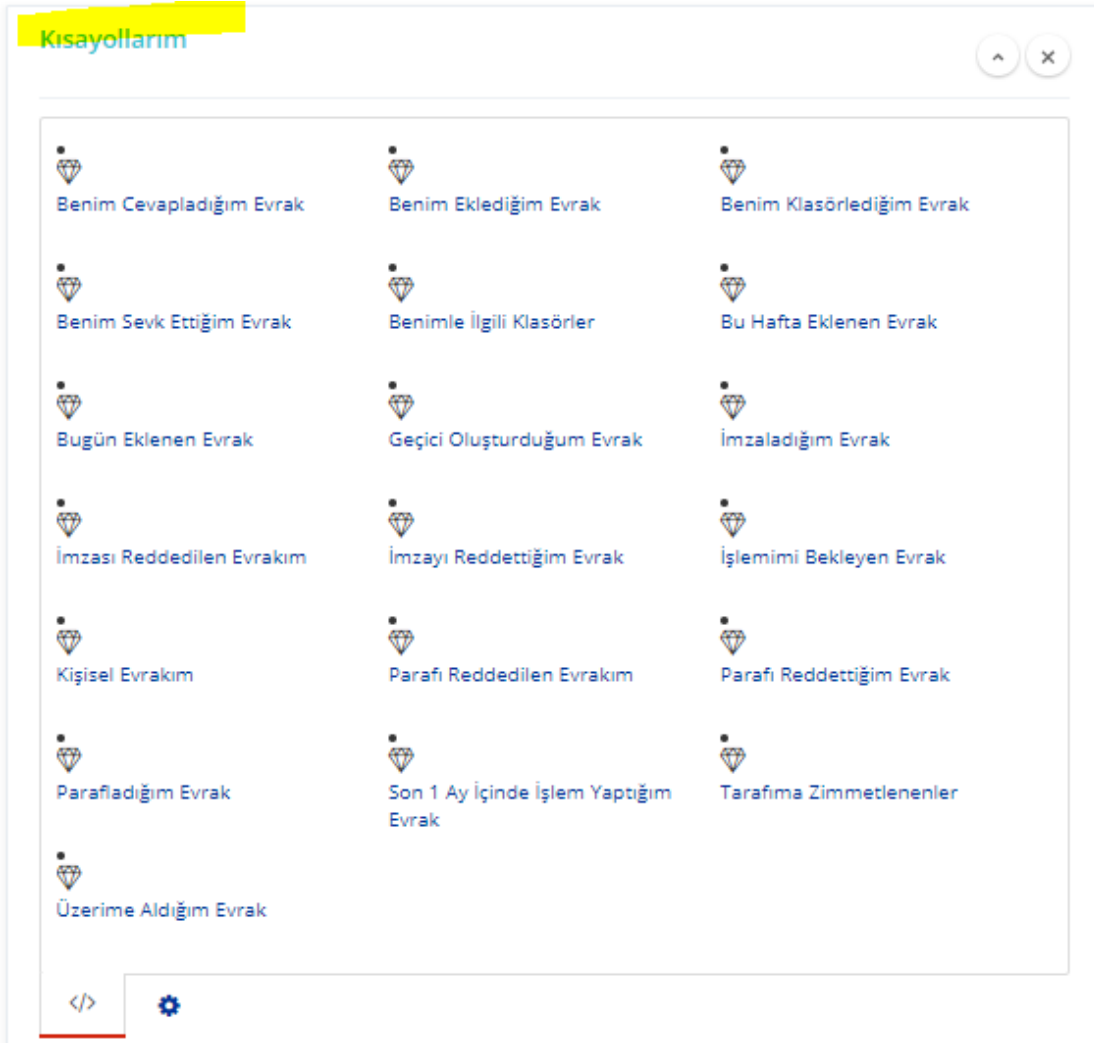 Kısayollarım
Benim Cevapladığım Evrak
Benim Eklediğim Evrak
Benim Klasörlediğim Evrak
Benim Sevk Ettiğim Evrak
Benimle İlgili Klasörler
Bu Hafta Eklenen Evrak
Bugün Eklenen Evrak
Geçici Oluşturduğum Evrak
İmzaladığım Evrak
İmzası Reddedilen Evrakım
İmzayı Reddettiğim Evrak
İşlemimi Bekleyen Evrak
Kişisel Evrakım
Parafı Reddedilen Evrakım
Parafı Reddettiğim Evrak
Parafladığım Evrak
Son 1 Ay İçinde İşlem Yaptığım
Evrak
Tarafıma Zimmetlenenler
Üzerime Aldığım Evrak